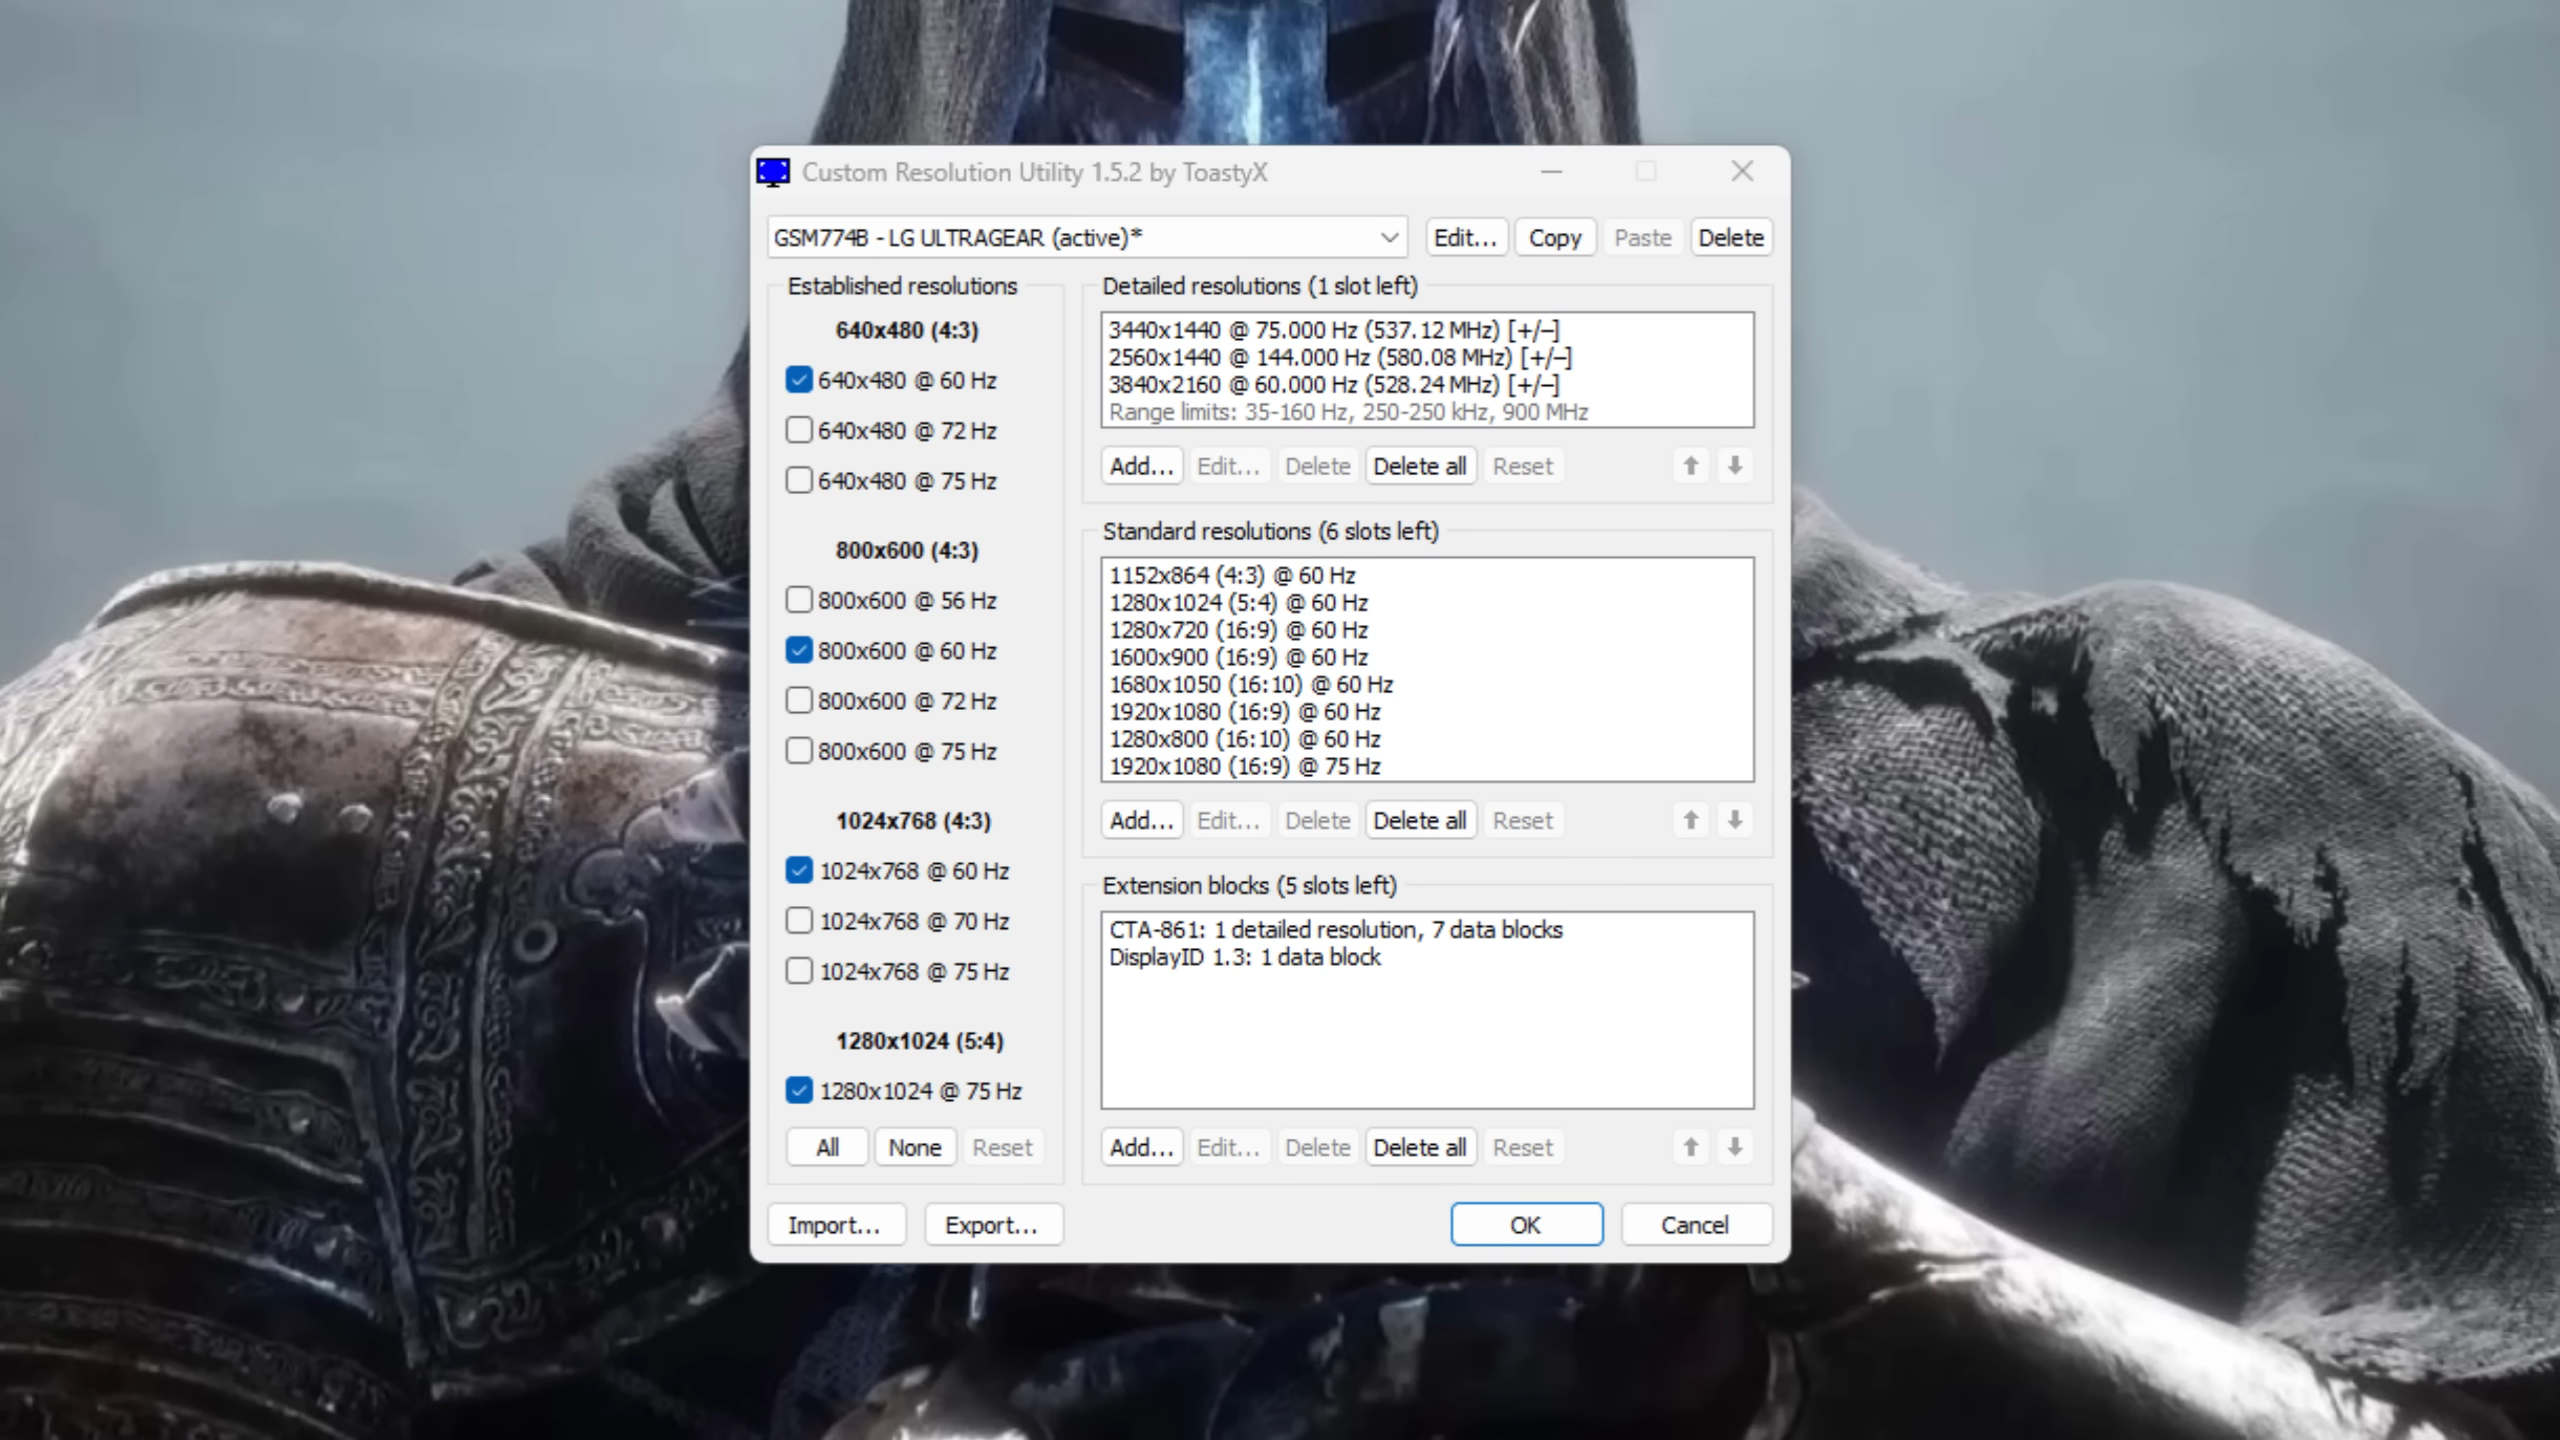 Custom Resolution Utility 1.5.2 by ToastyX
GSM774B - LG ULTRAGEAR (active)*
Edit...
Copy
Paste
Delete
Established resolutions
640x480 (4:3)
640x480 @ 60 Hz
640x480 @ 72 Hz
640x480 @ 75 Hz
800x600 (4:3)
800x600 @ 56 Hz
800x600 @ 60 Hz
800x600 @ 72 Hz
800x600 @ 75 Hz
1024x768 (4:3)
1024x768 @ 60 Hz
1024x768 @ 70 Hz
1024x768 @ 75 Hz
1280x1024 (5:4)
1280x1024 @ 75 Hz
All
None
Reset
Detailed resolutions (1 slot left)
3440x1440 @ 75.000 Hz (537.12 MHz) [+/–]
2560x1440 @ 144.000 Hz (580.08 MHz) [+/–]
3840x2160 @ 60.000 Hz (528.24 MHz) [+/–]
Range limits: 35-160 Hz, 250-250 kHz, 900 MHz
Add...
Edit...
Delete
Delete all
Reset
Standard resolutions (6 slots left)
1152x864 (4:3) @ 60 Hz
1280x1024 (5:4) @ 60 Hz
1280x720 (16:9) @ 60 Hz
1600x900 (16:9) @ 60 Hz
1680x1050 (16:10) @ 60 Hz
1920x1080 (16:9) @ 60 Hz
1280x800 (16:10) @ 60 Hz
1920x1080 (16:9) @ 75 Hz
Add...
Edit...
Delete
Delete all
Reset
Extension blocks (5 slots left)
CTA-861: 1 detailed resolution, 7 data blocks
DisplayID 1.3: 1 data block
Add...
Edit...
Delete
Delete all
Reset
Import...
Export...
OK
Cancel